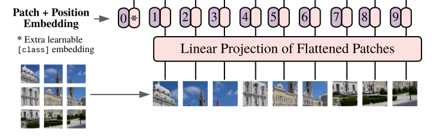 Patch + Position
Embedding
0 * 1 2 3 4 5 6 7 8 9
* Extra learnable
[class] embedding
Linear Projection of Flattened Patches